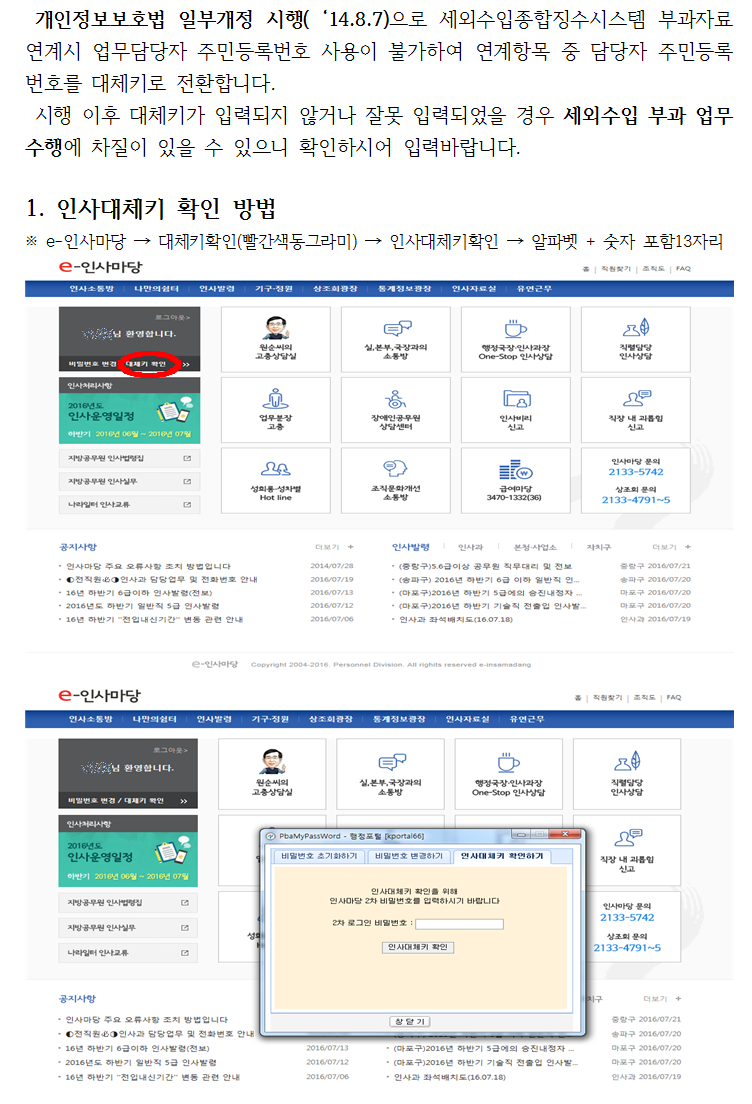 개인정보보호법 일부개정 시행( ‘14.8.7)으로 세외수입종합징수시스템 부과자료
연계시 업무담당자 주민등록번호 사용이 불가하여 연계항목 중 담당자 주민등록
번호를 대체키로 전환합니다.
시행 이후 대체키가 입력되지 않거나 잘못 입력되었을 경우 세외수입 부과 업무
수행에 차질이 있을 수 있으니 확인하시어 입력바랍니다.
1. 인사대체키 확인 방법
※ e-인사마당 → 대체키확인(빨간색동그라미) → 인사대체키확인 → 알파벳 + 숫자 포함13자리
e-인사마당
홈 | 직원찾기 | 조직도 | FAQ
인사소통방 나만의쉼터 인사발령 기구·정원 상조회광장 통계정보광장 인사자료실 유연근무
로그아웃>
님 환영합니다.
비밀번호 변경 / 대체키 확인 >>
원순씨의
고충상담실
실,본부,국장과의
소통방
행정국장·인사과장
One-Stop 인사상담
직렬담당
인사상담
인사처리사항
2016년도
인사운영일정
하반기 2016년 06월 ~ 2016년 07월
업무분장
고충
장애인공무원
상담센터
인사비리
신고
직장 내 괴롭힘
신고
지방공무원 인사법령집
지방공무원 인사실무
나라일터 인사교류
성희롱·성차별
Hot line
조직문화개선
소통방
급여마당
3470-1332(36)
인사마당 문의
2133-5742
상조회 문의
2133-4791~5
공지사항 더보기 +
인사마당 주요 오류사항 조치 방법입니다 2014/07/28
인사과 담당업무 및 전화번호 안내 2016/07/19
16년 하반기 6급이하 인사발령(전보) 2016/07/13
2016년도 하반기 일반직 5급 인사발령 2016/07/12
16년 하반기 "전입내신기간" 변동 관련 안내 2016/07/06
인사발령 | 인사과 | 본청·사업소 | 자치구 더보기 +
(중랑구)5.6급이상 공무원 직무대리 및 전보 중랑구 2016/07/21
(송파구) 2016년 하반기 6급 이하 일반직 인... 송파구 2016/07/20
(마포구)2016년 하반기 5급에의 승진내정자 ... 마포구 2016/07/20
(마포구)2016년 하반기 기술직 전출입 인사발... 마포구 2016/07/20
인사과 좌석배치도(16.07.18) 인사과 2016/07/19
e-인사마당 Copyright 2004-2016. Personnel Division. All rights reserved e-insamadang
e-인사마당
홈 | 직원찾기 | 조직도 | FAQ
인사소통방 나만의쉼터 인사발령 기구·정원 상조회광장 통계정보광장 인사자료실 유연근무
로그아웃>
님 환영합니다.
비밀번호 변경 / 대체키 확인 >>
원순씨의
고충상담실
실,본부,국장과의
소통방
행정국장·인사과장
One-Stop 인사상담
직렬담당
인사상담
인사처리사항
2016년도
인사운영일정
하반기 2016년 06월 ~ 2016년 07월
직장 내 괴롭힘
신고
PbaMyPassWord - 행정포털 [kportal66]
비밀번호 초기화하기 비밀번호 변경하기 인사대체키 확인하기
인사대체키 확인을 위해
인사마당 2차 비밀번호를 입력하시기 바랍니다
2차 로그인 비밀번호 :
인사대체키 확인
창 닫 기
지방공무원 인사법령집
지방공무원 인사실무
나라일터 인사교류
인사마당 문의
2133-5742
상조회 문의
2133-4791~5
공지사항
인사마당 주요 오류사항 조치 방법입니다
인사과 담당업무 및 전화번호 안내
16년 하반기 6급이하 인사발령(전보) 2016/07/13
2016년도 하반기 일반직 5급 인사발령 2016/07/12
16년 하반기 "전입내신기간" 변동 관련 안내 2016/07/06
더보기 +
중랑구 2016/07/21
송파구 2016/07/20
(마포구)2016년 하반기 5급에의 승진내정자 ... 마포구 2016/07/20
(마포구)2016년 하반기 기술직 전출입 인사발... 마포구 2016/07/20
인사과 좌석배치도(16.07.18) 인사과 2016/07/19